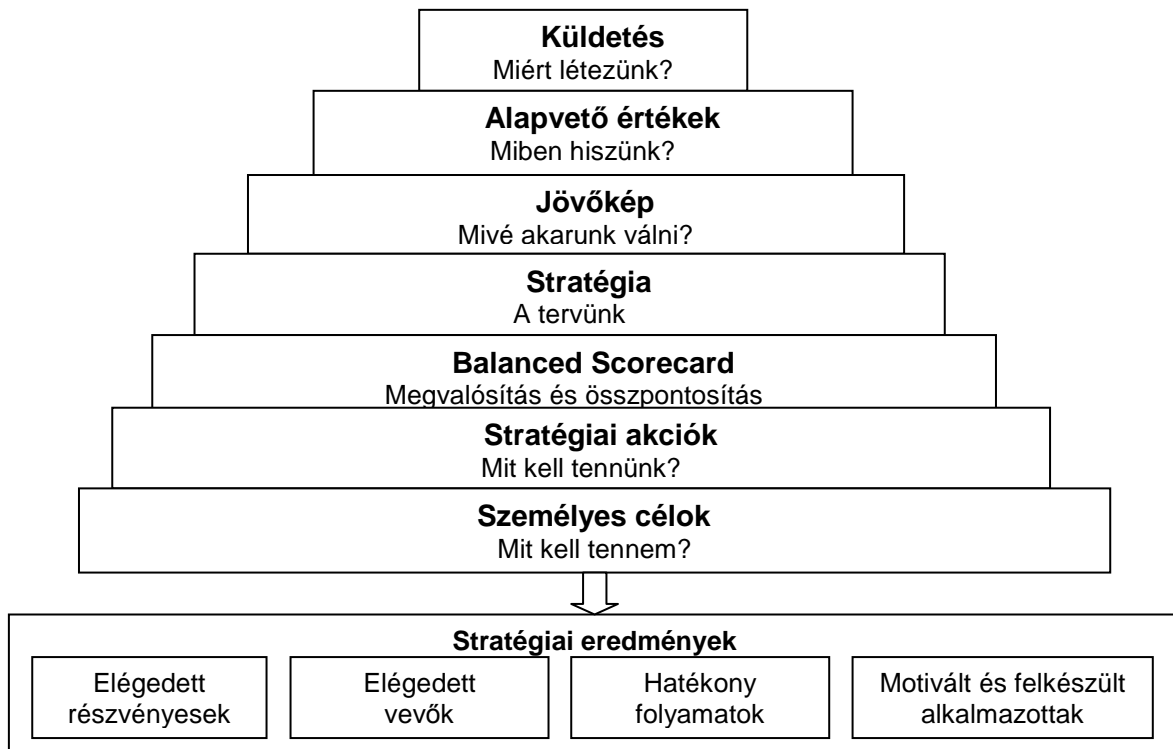 Küldetés
Miért létezünk?
Alapvető értékek
Miben hiszünk?
Jövőkép
Mivé akarunk válni?
Stratégia
A tervünk
Balanced Scorecard
Megvalósítás és összpontosítás
Stratégiai akciók
Mit kell tennünk?
Személyes célok
Mit kell tennem?
Stratégiai eredmények
Elégedett
részvényesek
Elégedett
vevők
Hatékony
folyamatok
Motivált és felkészült
alkalmazottak